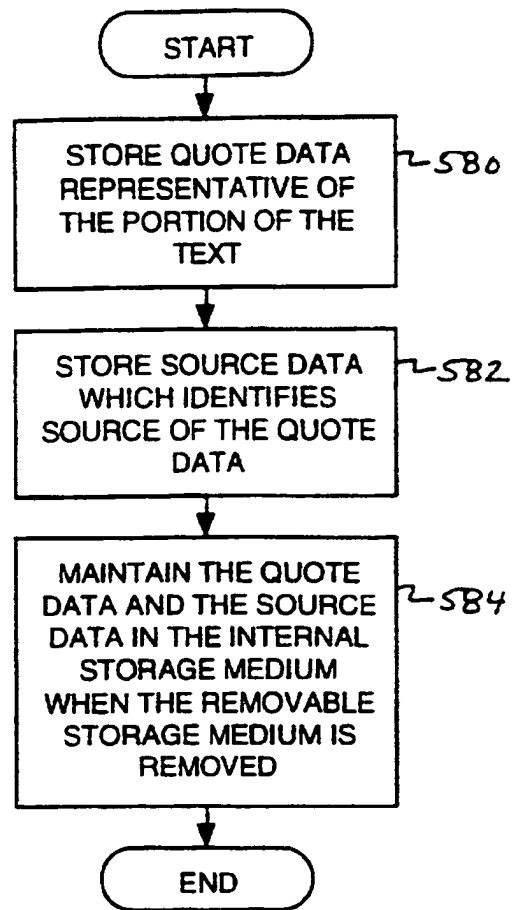 START
STORE QUOTE DATA
REPRESENTATIVE OF
THE PORTION OF THE
TEXT
580
STORE SOURCE DATA
WHICH IDENTIFIES
SOURCE OF THE QUOTE
DATA
582
MAINTAIN THE QUOTE
DATA AND THE SOURCE
DATA IN THE INTERNAL
STORAGE MEDIUM
WHEN THE REMOVABLE
STORAGE MEDIUM IS
REMOVED
584
END